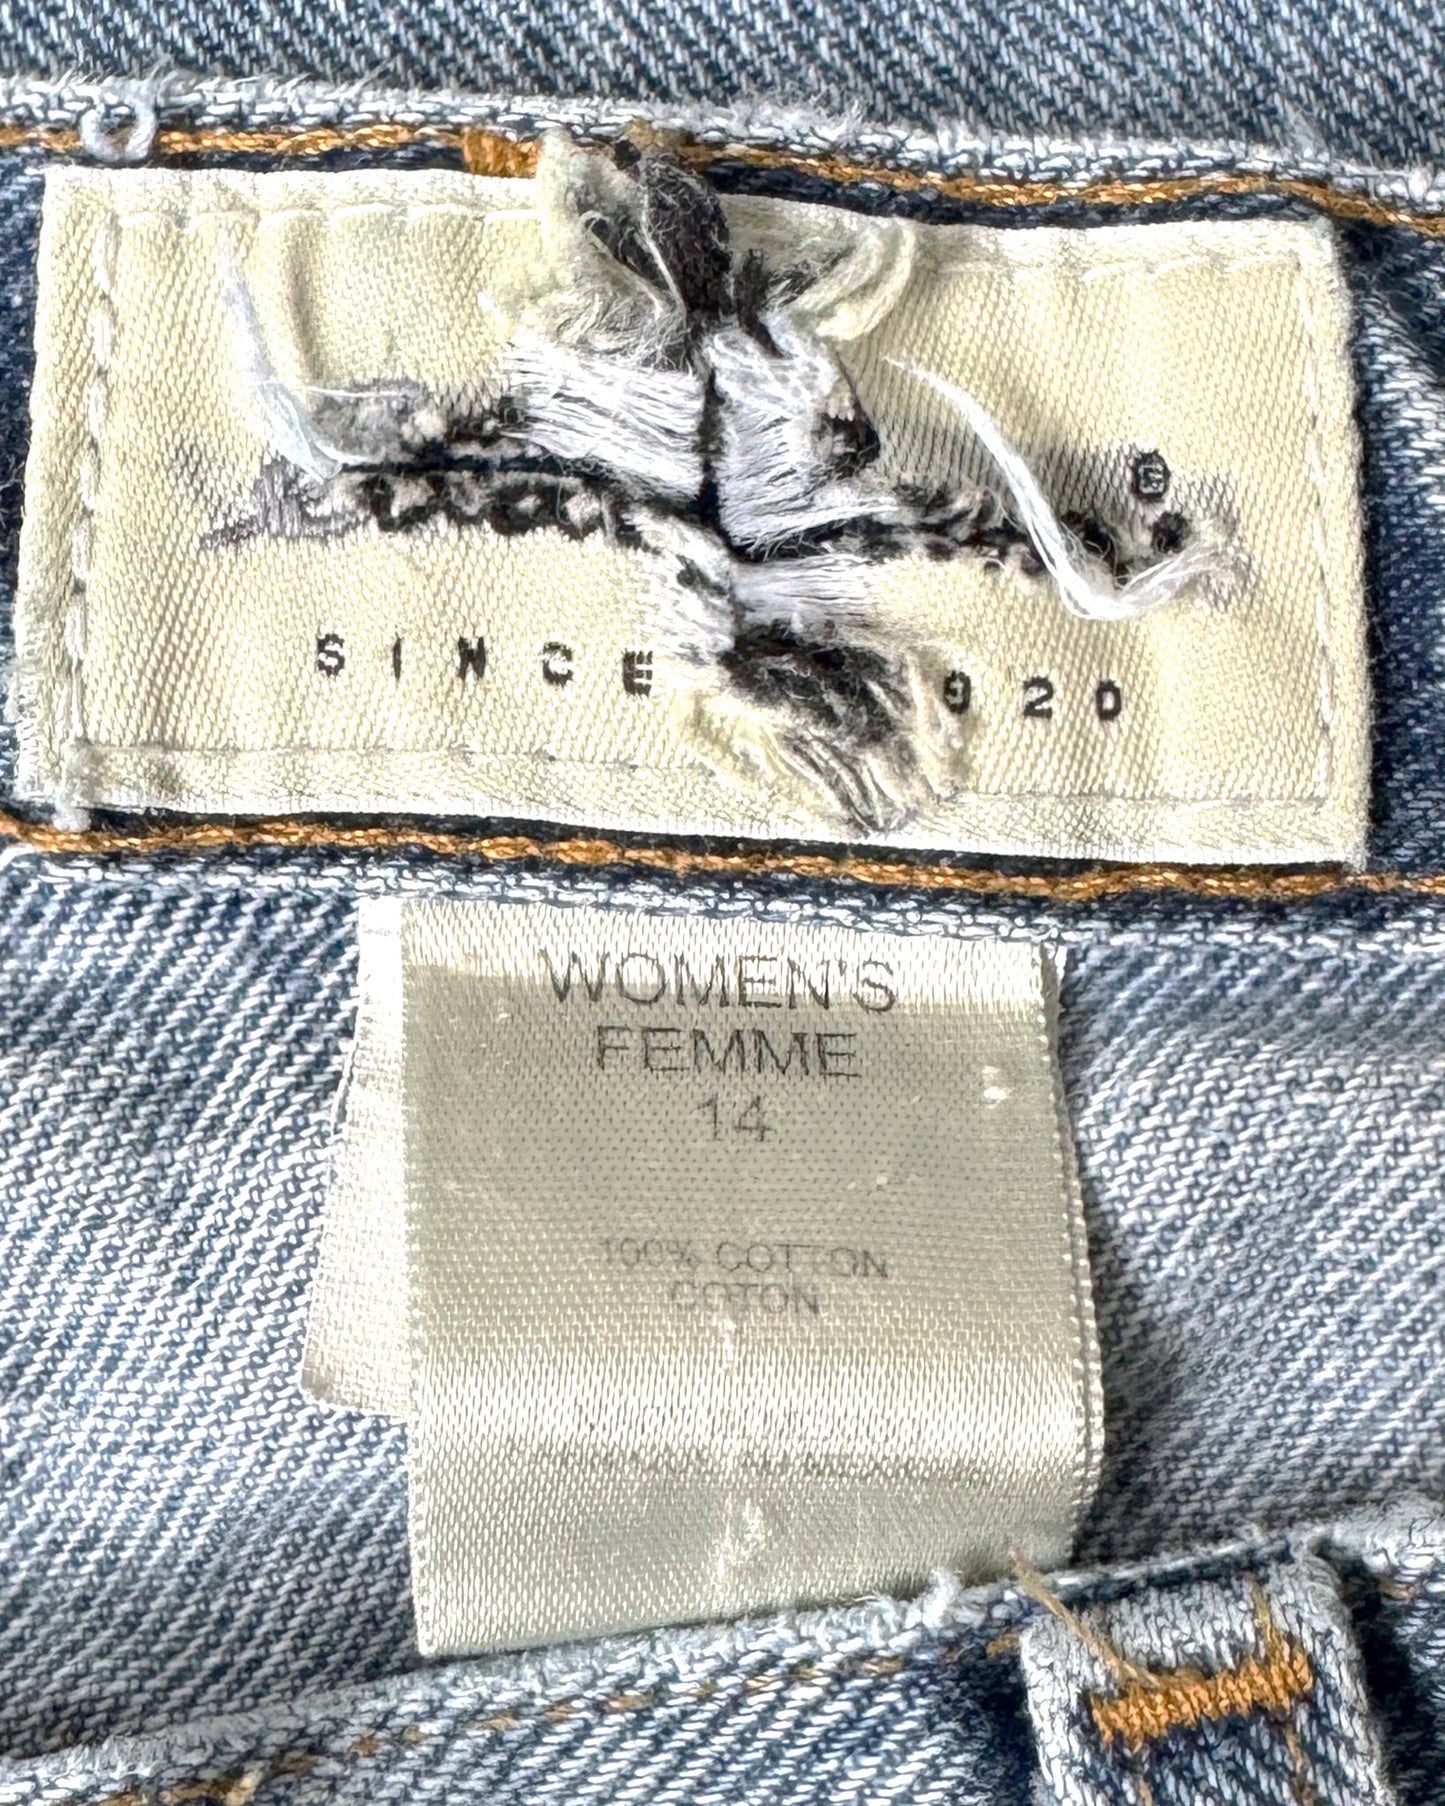 ®
SINCE 920
WOMEN'S
FEMME
14
100% COTTON
COTON